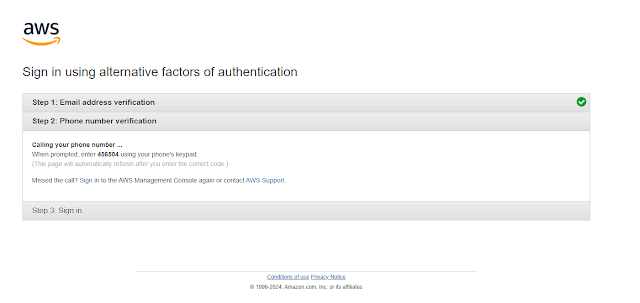 aws
Sign in using alternative factors of authentication
Step 1: Email address verification
Step 2: Phone number verification
Calling your phone number ...
When prompted, enter 456504 using your phone's keypad.
(This page will automatically refresh after you enter the correct code.)
Missed the call? Sign in to the AWS Management Console again or contact AWS Support.
Step 3: Sign in
Conditions of use Privacy Notice
© 1996-2024, Amazon.com, Inc. or its affiliates